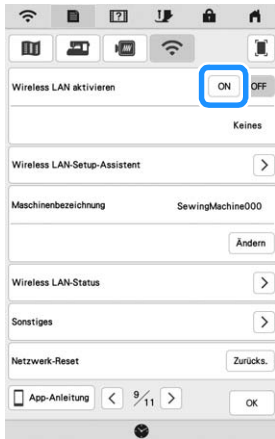 Wireless LAN aktivieren ON OFF
Keines
Wireless LAN-Setup-Assistent
Maschinenbezeichnung SewingMachine000
Ändern
Wireless LAN-Status
Sonstiges
Netzwerk-Reset Zurücks.
App-Anleitung 9/11 OK